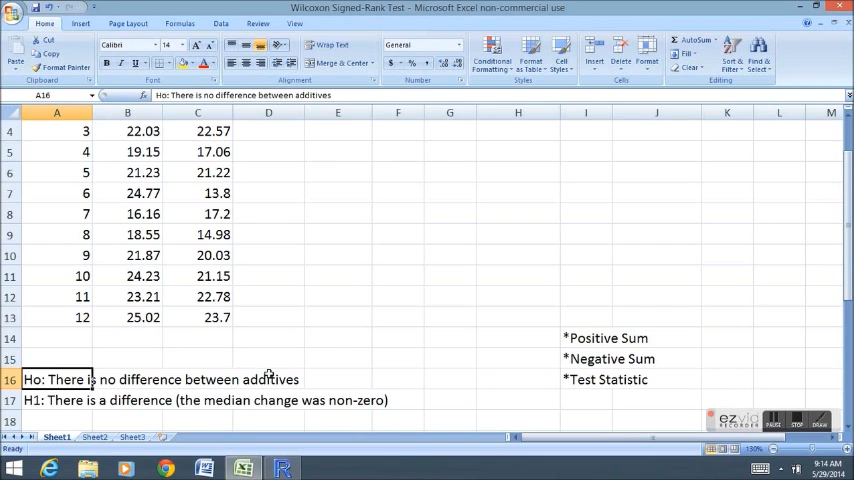 Wilcoxon Signed-Rank Test - Microsoft Excel non-commercial use
Home Insert Page Layout Formulas Data Review View
Cut
Copy
Format Painter
Paste
Clipboard
Calibri 14
B I U
Font
Wrap Text
Merge & Center
Alignment
General
$ % ,
Number
Conditional Formatting
Format as Table
Cell Styles
Styles
Insert Delete Format
Cells
AutoSum
Fill
Clear
Sort & Filter
Find & Select
Editing
A16 fx Ho: There is no difference between additives
A B C D E F G H I J K L M
4 3 22.03 22.57
5 4 19.15 17.06
6 5 21.23 21.22
7 6 24.77 13.8
8 7 16.16 17.2
9 8 18.55 14.98
10 9 21.87 20.03
11 10 24.23 21.15
12 11 23.21 22.78
13 12 25.02 23.7
14 *Positive Sum
15 *Negative Sum
16 Ho: There is no difference between additives *Test Statistic
17 H1: There is a difference (the median change was non-zero)
18
ezvid
RECORDER
PAUSE STOP DRAW
Sheet1 Sheet2 Sheet3
Ready 130%
9:14 AM
5/29/2014